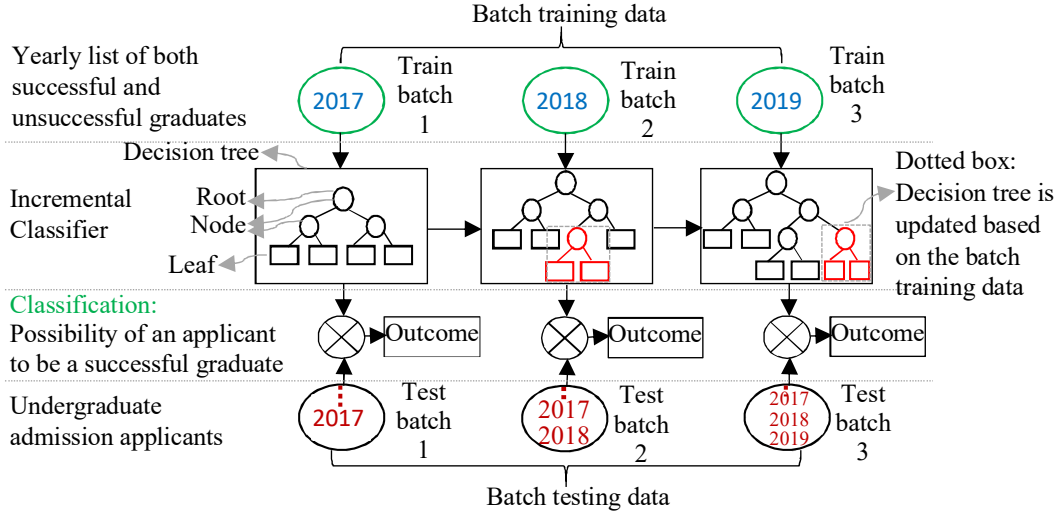 Batch training data
Yearly list of both
successful and
unsuccessful graduates
2017
Train
batch
1
2018
Train
batch
2
2019
Train
batch
3
Decision tree
Incremental
Classifier
Root
Node
Leaf
Dotted box:
Decision tree is
updated based
on the batch
training data
Classification:
Possibility of an applicant
to be a successful graduate
Outcome
Outcome
Outcome
Undergraduate
admission applicants
2017
Test
batch
1
2017
2018
Test
batch
2
2017
2018
2019
Test
batch
3
Batch testing data